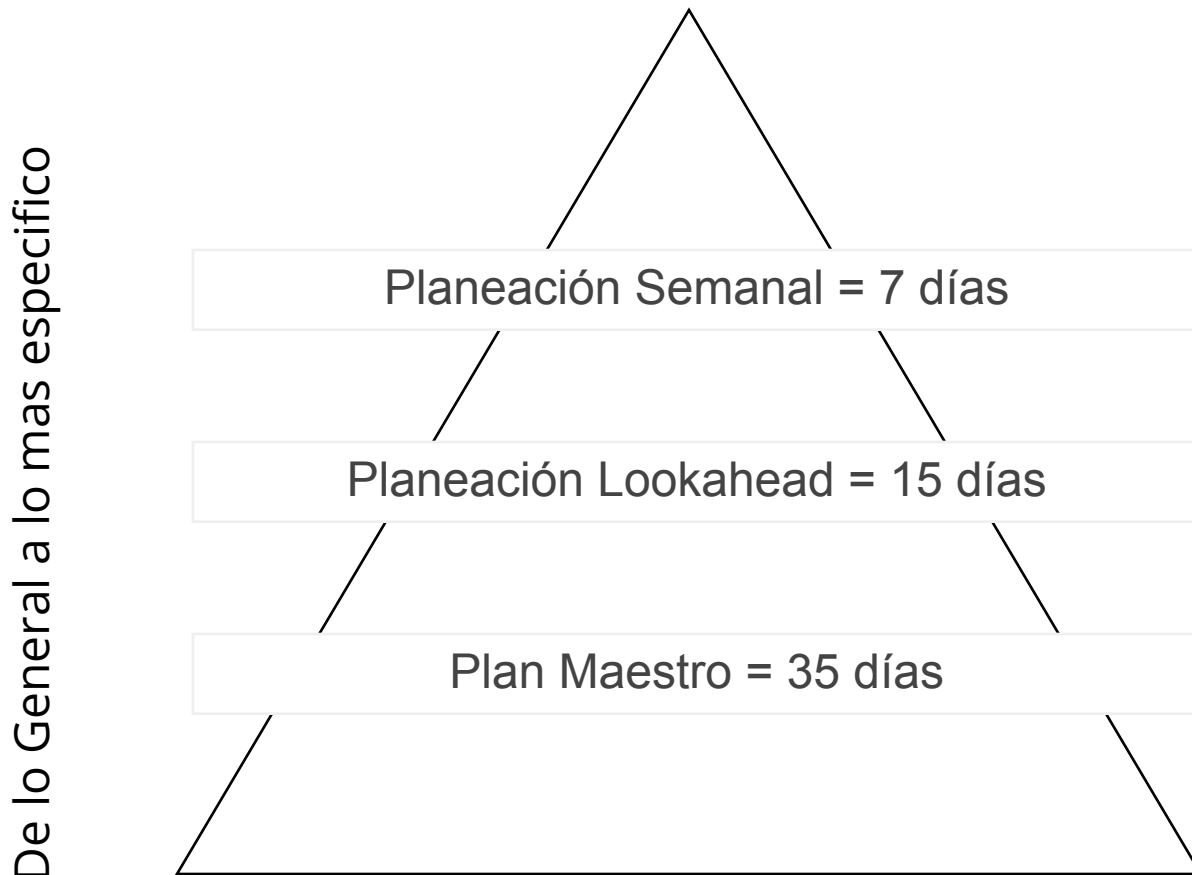 De lo General a lo mas especifico
Planeación Semanal = 7 días
Planeación Lookahead = 15 días
Plan Maestro = 35 días